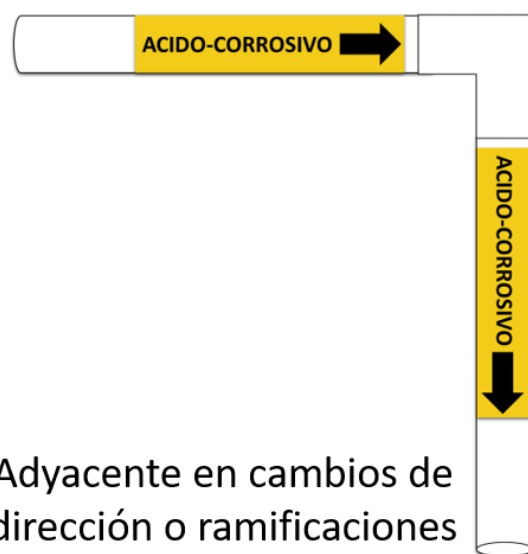 ACIDO-CORROSIVO
ACIDO-CORROSIVO
Adyacente en cambios de
dirección o ramificaciones